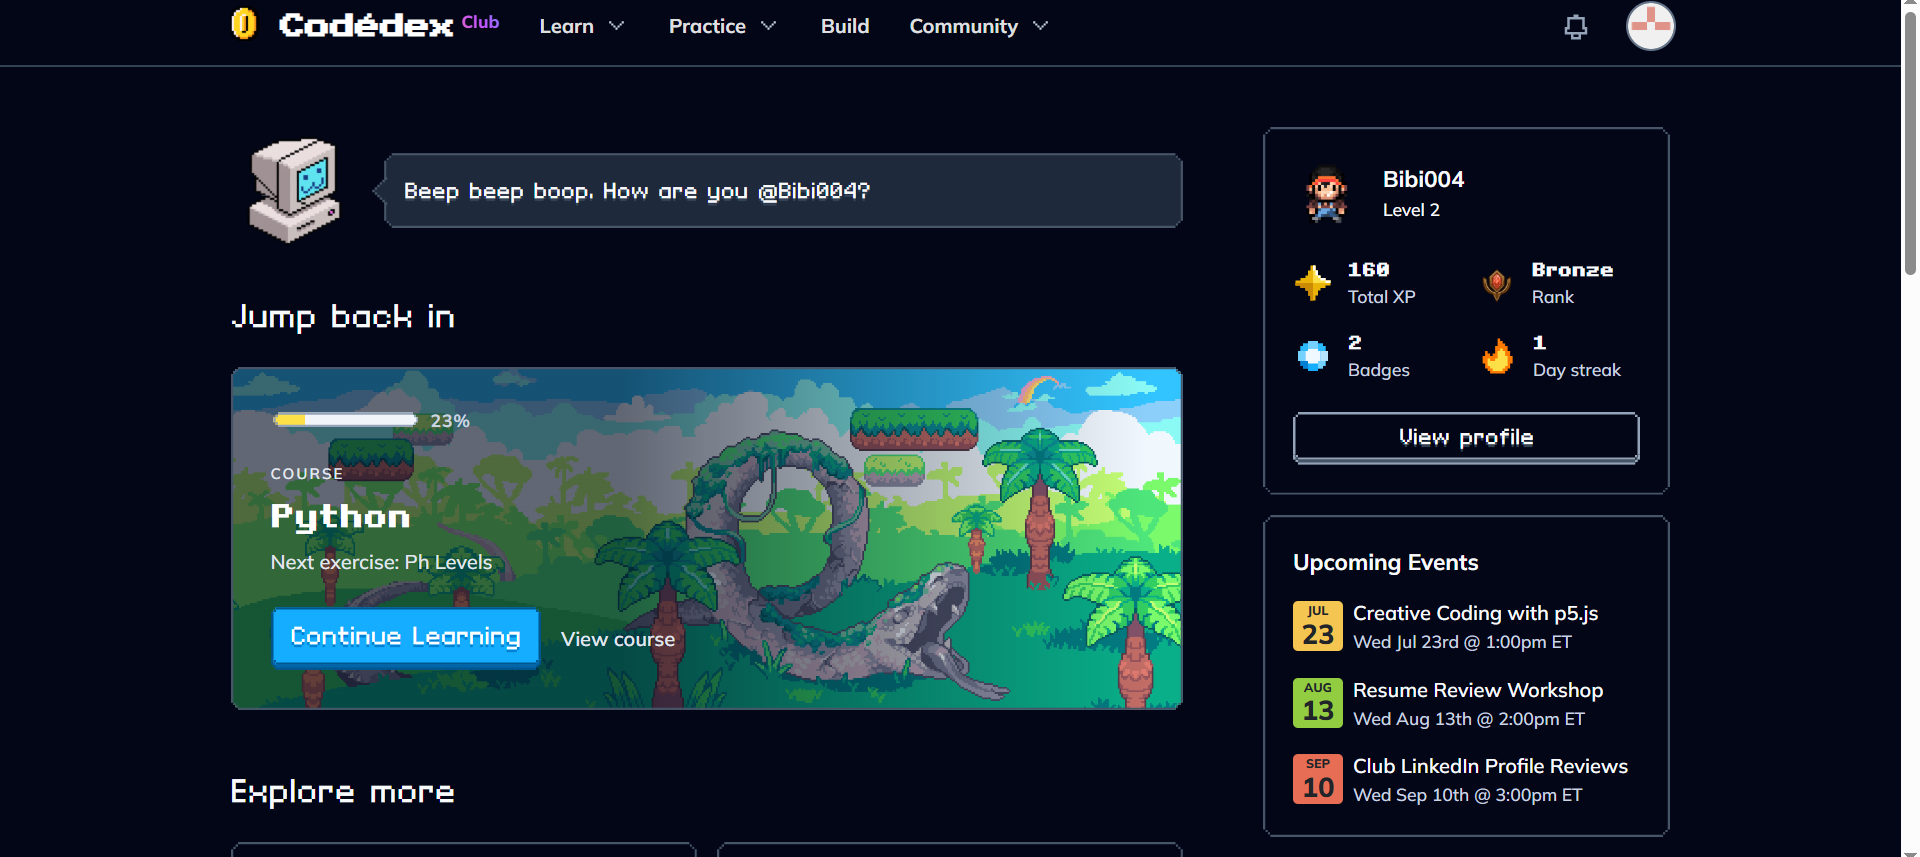 Codédex Club
Learn
Practice
Build
Community
Beep beep boop. How are you @Bibi004?
Jump back in
23%
COURSE
Python
Next exercise: Ph Levels
Continue Learning
View course
Explore more
Bibi004
Level 2
160
Total XP
Bronze
Rank
2
Badges
1
Day streak
View profile
Upcoming Events
JUL
23
Creative Coding with p5.js
Wed Jul 23rd @ 1:00pm ET
AUG
13
Resume Review Workshop
Wed Aug 13th @ 2:00pm ET
SEP
10
Club LinkedIn Profile Reviews
Wed Sep 10th @ 3:00pm ET